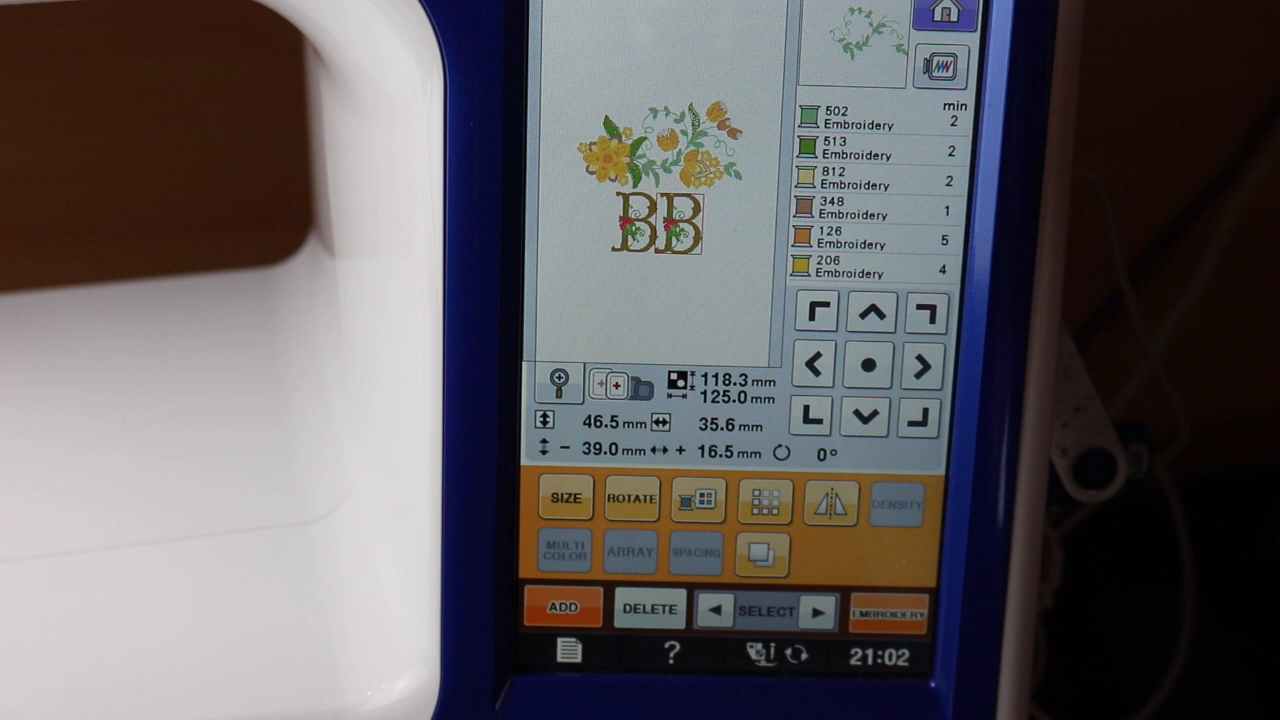 min
502
Embroidery 2
513
Embroidery 2
812
Embroidery 2
348
Embroidery 1
126
Embroidery 5
206
Embroidery 4
BB
118.3 mm
125.0 mm
46.5 mm 35.6 mm
− 39.0 mm + 16.5 mm 0°
SIZE ROTATE DENSITY
MULTI
COLOR ARRAY SPACING
ADD DELETE SELECT EMBROIDERY
? 21:02